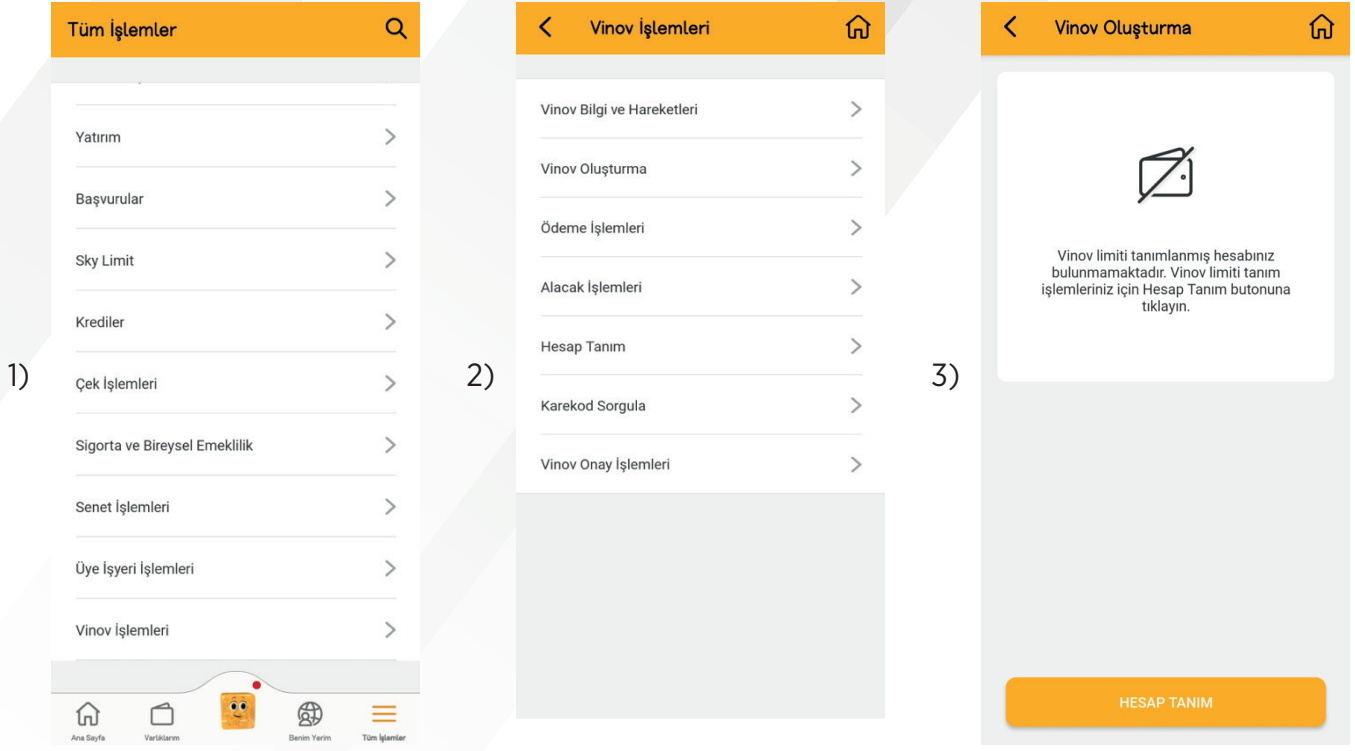 1)
Tüm İşlemler
Yatırım
Başvurular
Sky Limit
Krediler
Çek İşlemleri
Sigorta ve Bireysel Emeklilik
Senet İşlemleri
Üye İşyeri İşlemleri
Vinov İşlemleri
Ana Sayfa
Varlıklarım
Benim Yerim
Tüm İşlemler
2)
Vinov İşlemleri
Vinov Bilgi ve Hareketleri
Vinov Oluşturma
Ödeme İşlemleri
Alacak İşlemleri
Hesap Tanım
Karekod Sorgula
Vinov Onay İşlemleri
3)
Vinov Oluşturma
Vinov limiti tanımlanmış hesabınız
bulunmamaktadır. Vinov limiti tanım
işlemleriniz için Hesap Tanım butonuna
tıklayın.
HESAP TANIM